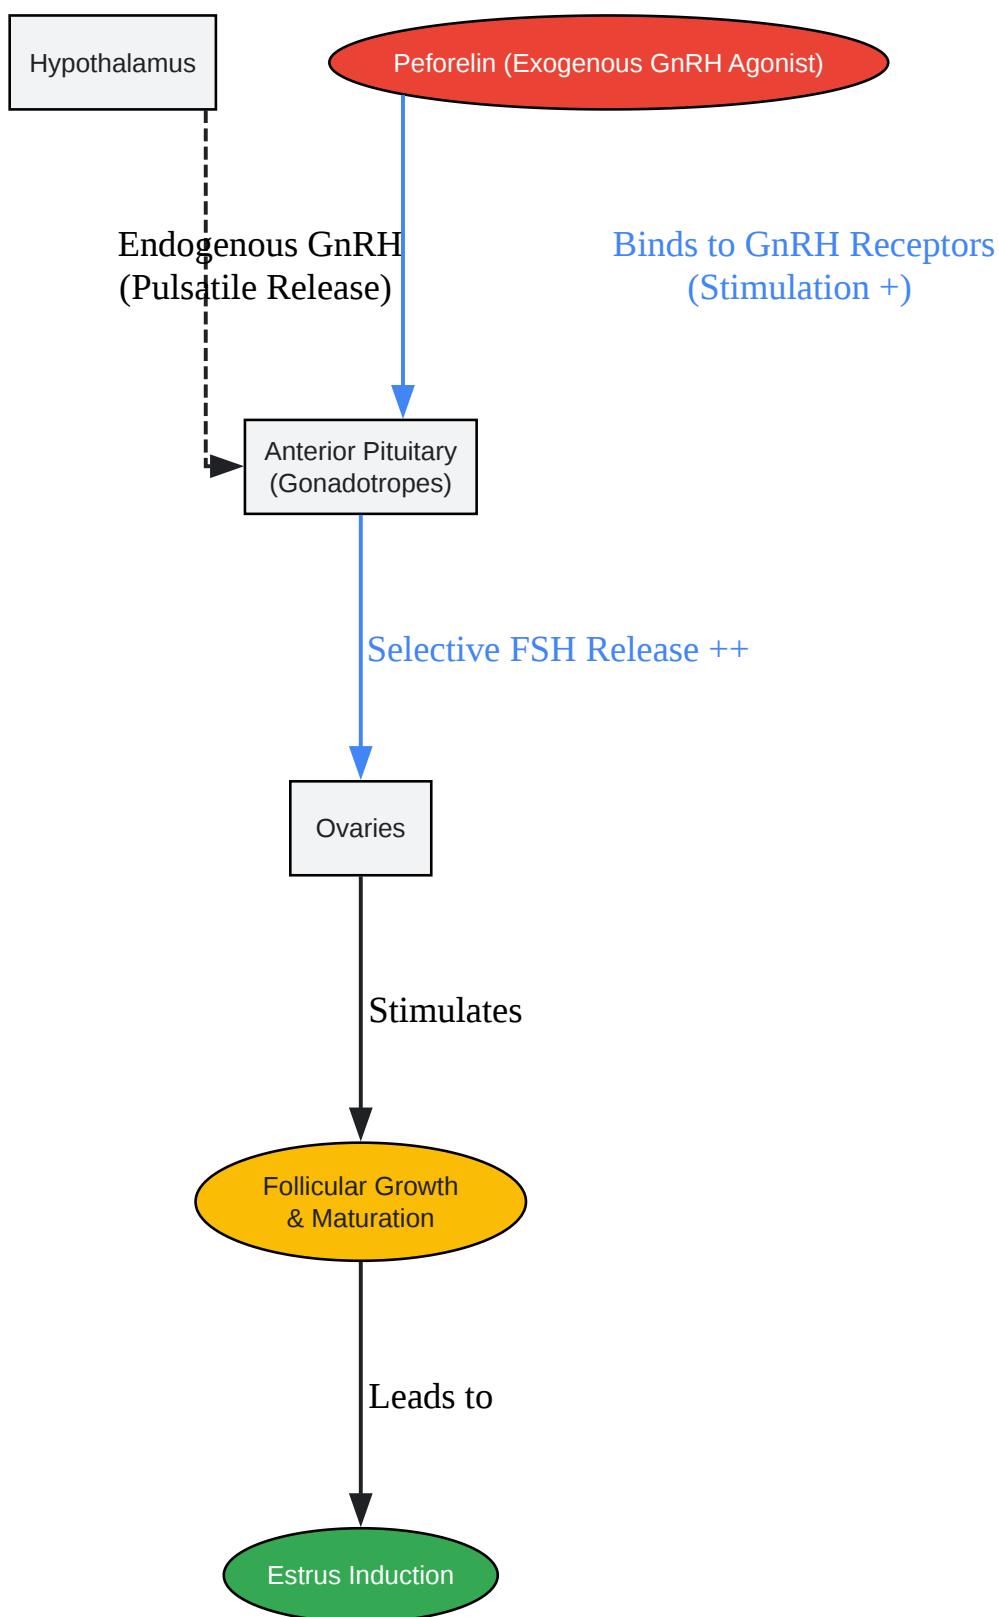 Hypothalamus
Peforelin (Exogenous GnRH Agonist)
Endogenous GnRH
(Pulsatile Release)
Binds to GnRH Receptors
(Stimulation +)
Anterior Pituitary
(Gonadotropes)
Selective FSH Release ++
Ovaries
Stimulates
Follicular Growth
& Maturation
Leads to
Estrus Induction